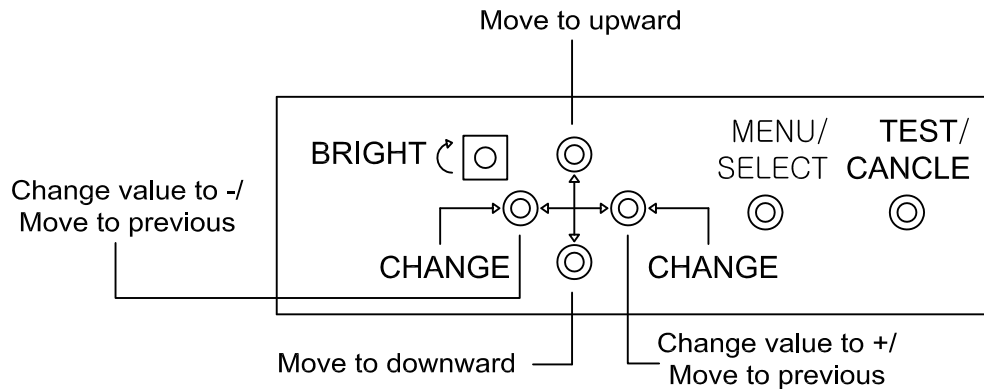 Move to upward
MENU/
SELECT
TEST/
CANCLE
BRIGHT
Change value to -/
Move to previous
CHANGE
CHANGE
Move to downward
Change value to +/
Move to previous